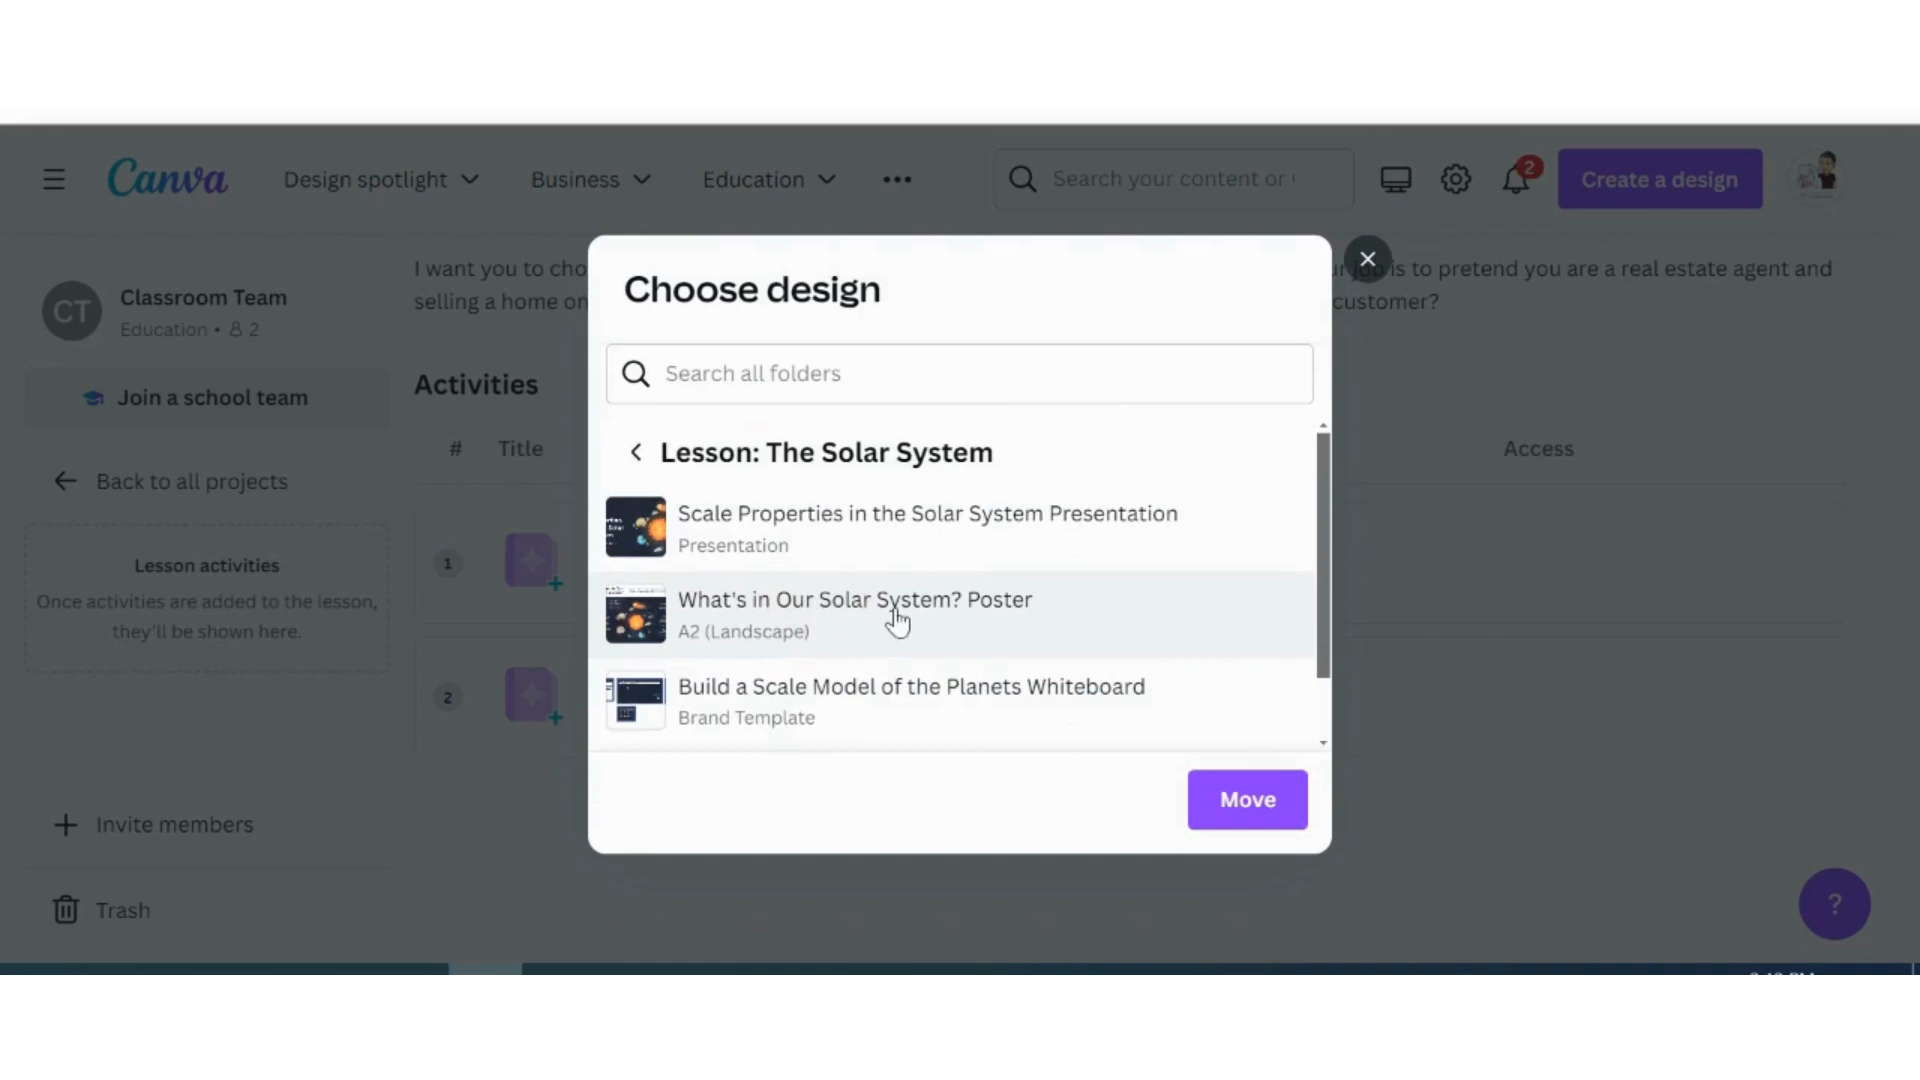 Canva
Design spotlight
Business
Education
Search your content or
2
Create a design
CT
Classroom Team
Education • 2
Join a school team
Back to all projects
Lesson activities
Once activities are added to the lesson,
they'll be shown here.
Invite members
Trash
I want you to cho
is to pretend you are a real estate agent and
selling a home on
customer?
Activities
# Title
Access
1
2
Choose design
Search all folders
Lesson: The Solar System
Scale Properties in the Solar System Presentation
Presentation
What's in Our Solar System? Poster
A2 (Landscape)
Build a Scale Model of the Planets Whiteboard
Brand Template
Move
?